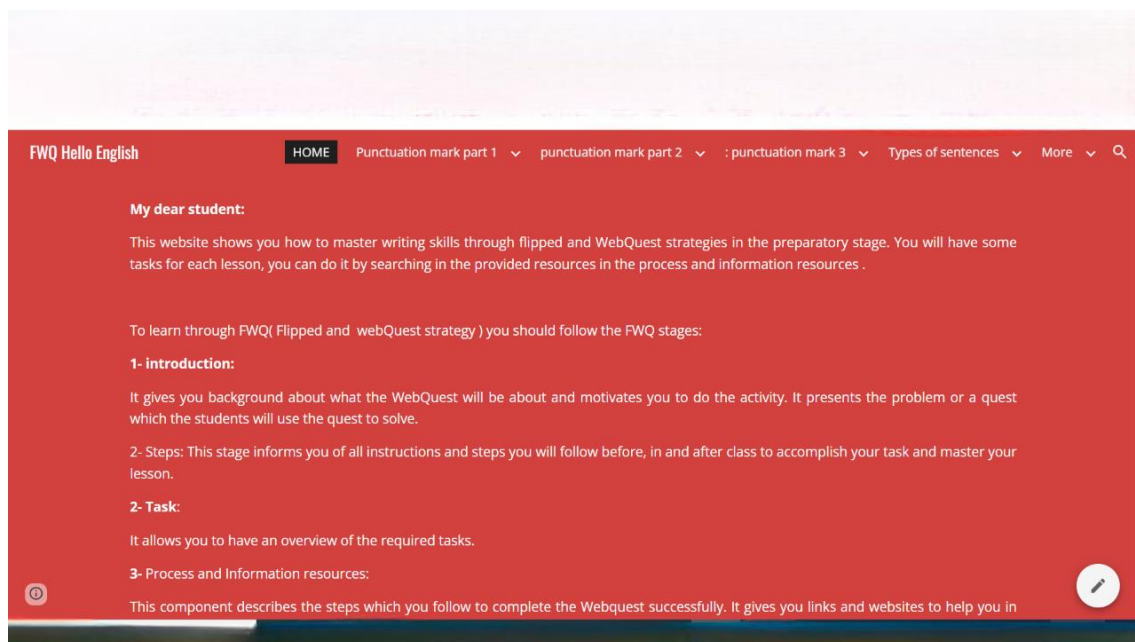 FWQ Hello English
HOME Punctuation mark part 1 punctuation mark part 2 : punctuation mark 3 Types of sentences More
My dear student:
This website shows you how to master writing skills through flipped and WebQuest strategies in the preparatory stage. You will have some
tasks for each lesson, you can do it by searching in the provided resources in the process and information resources .
To learn through FWQ( Flipped and webQuest strategy ) you should follow the FWQ stages:
1- introduction:
It gives you background about what the WebQuest will be about and motivates you to do the activity. It presents the problem or a quest
which the students will use the quest to solve.
2- Steps: This stage informs you of all instructions and steps you will follow before, in and after class to accomplish your task and master your
lesson.
2- Task:
It allows you to have an overview of the required tasks.
3- Process and Information resources:
This component describes the steps which you follow to complete the Webquest successfully. It gives you links and websites to help you in